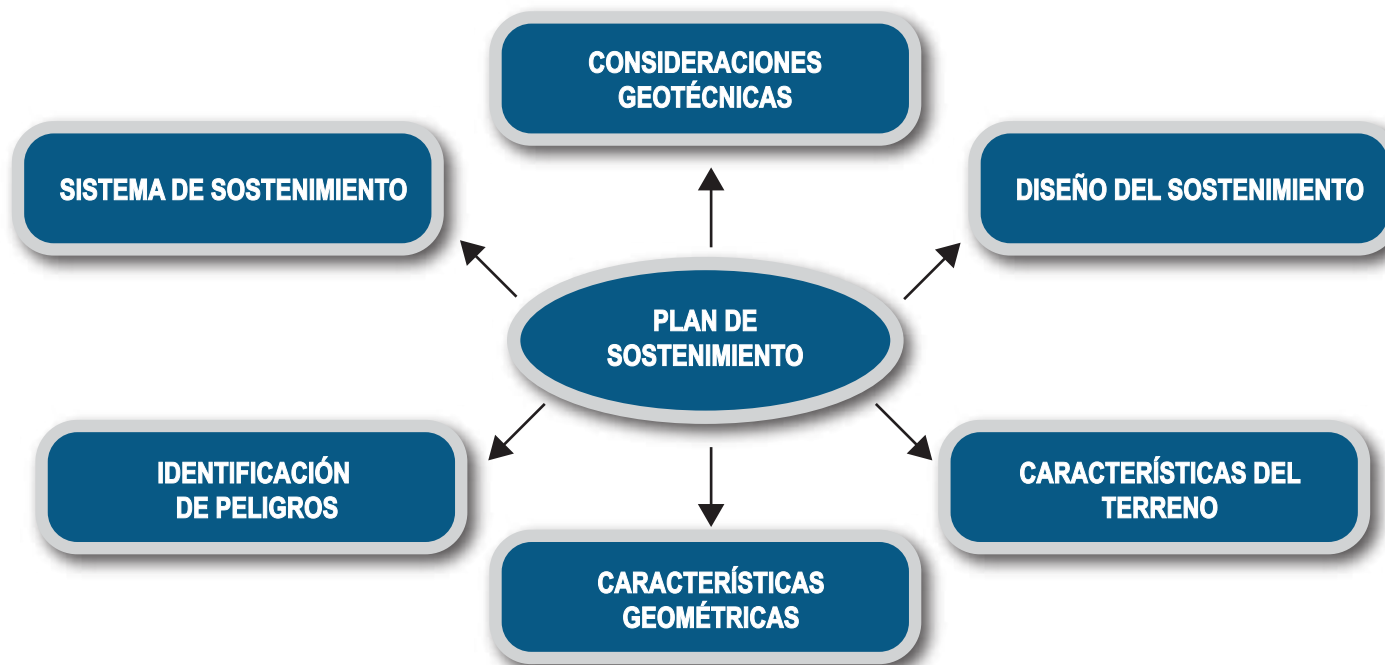 CONSIDERACIONES
GEOTÉCNICAS
SISTEMA DE SOSTENIMIENTO
DISEÑO DEL SOSTENIMIENTO
PLAN DE
SOSTENIMIENTO
IDENTIFICACIÓN
DE PELIGROS
CARACTERÍSTICAS DEL
TERRENO
CARACTERÍSTICAS
GEOMÉTRICAS